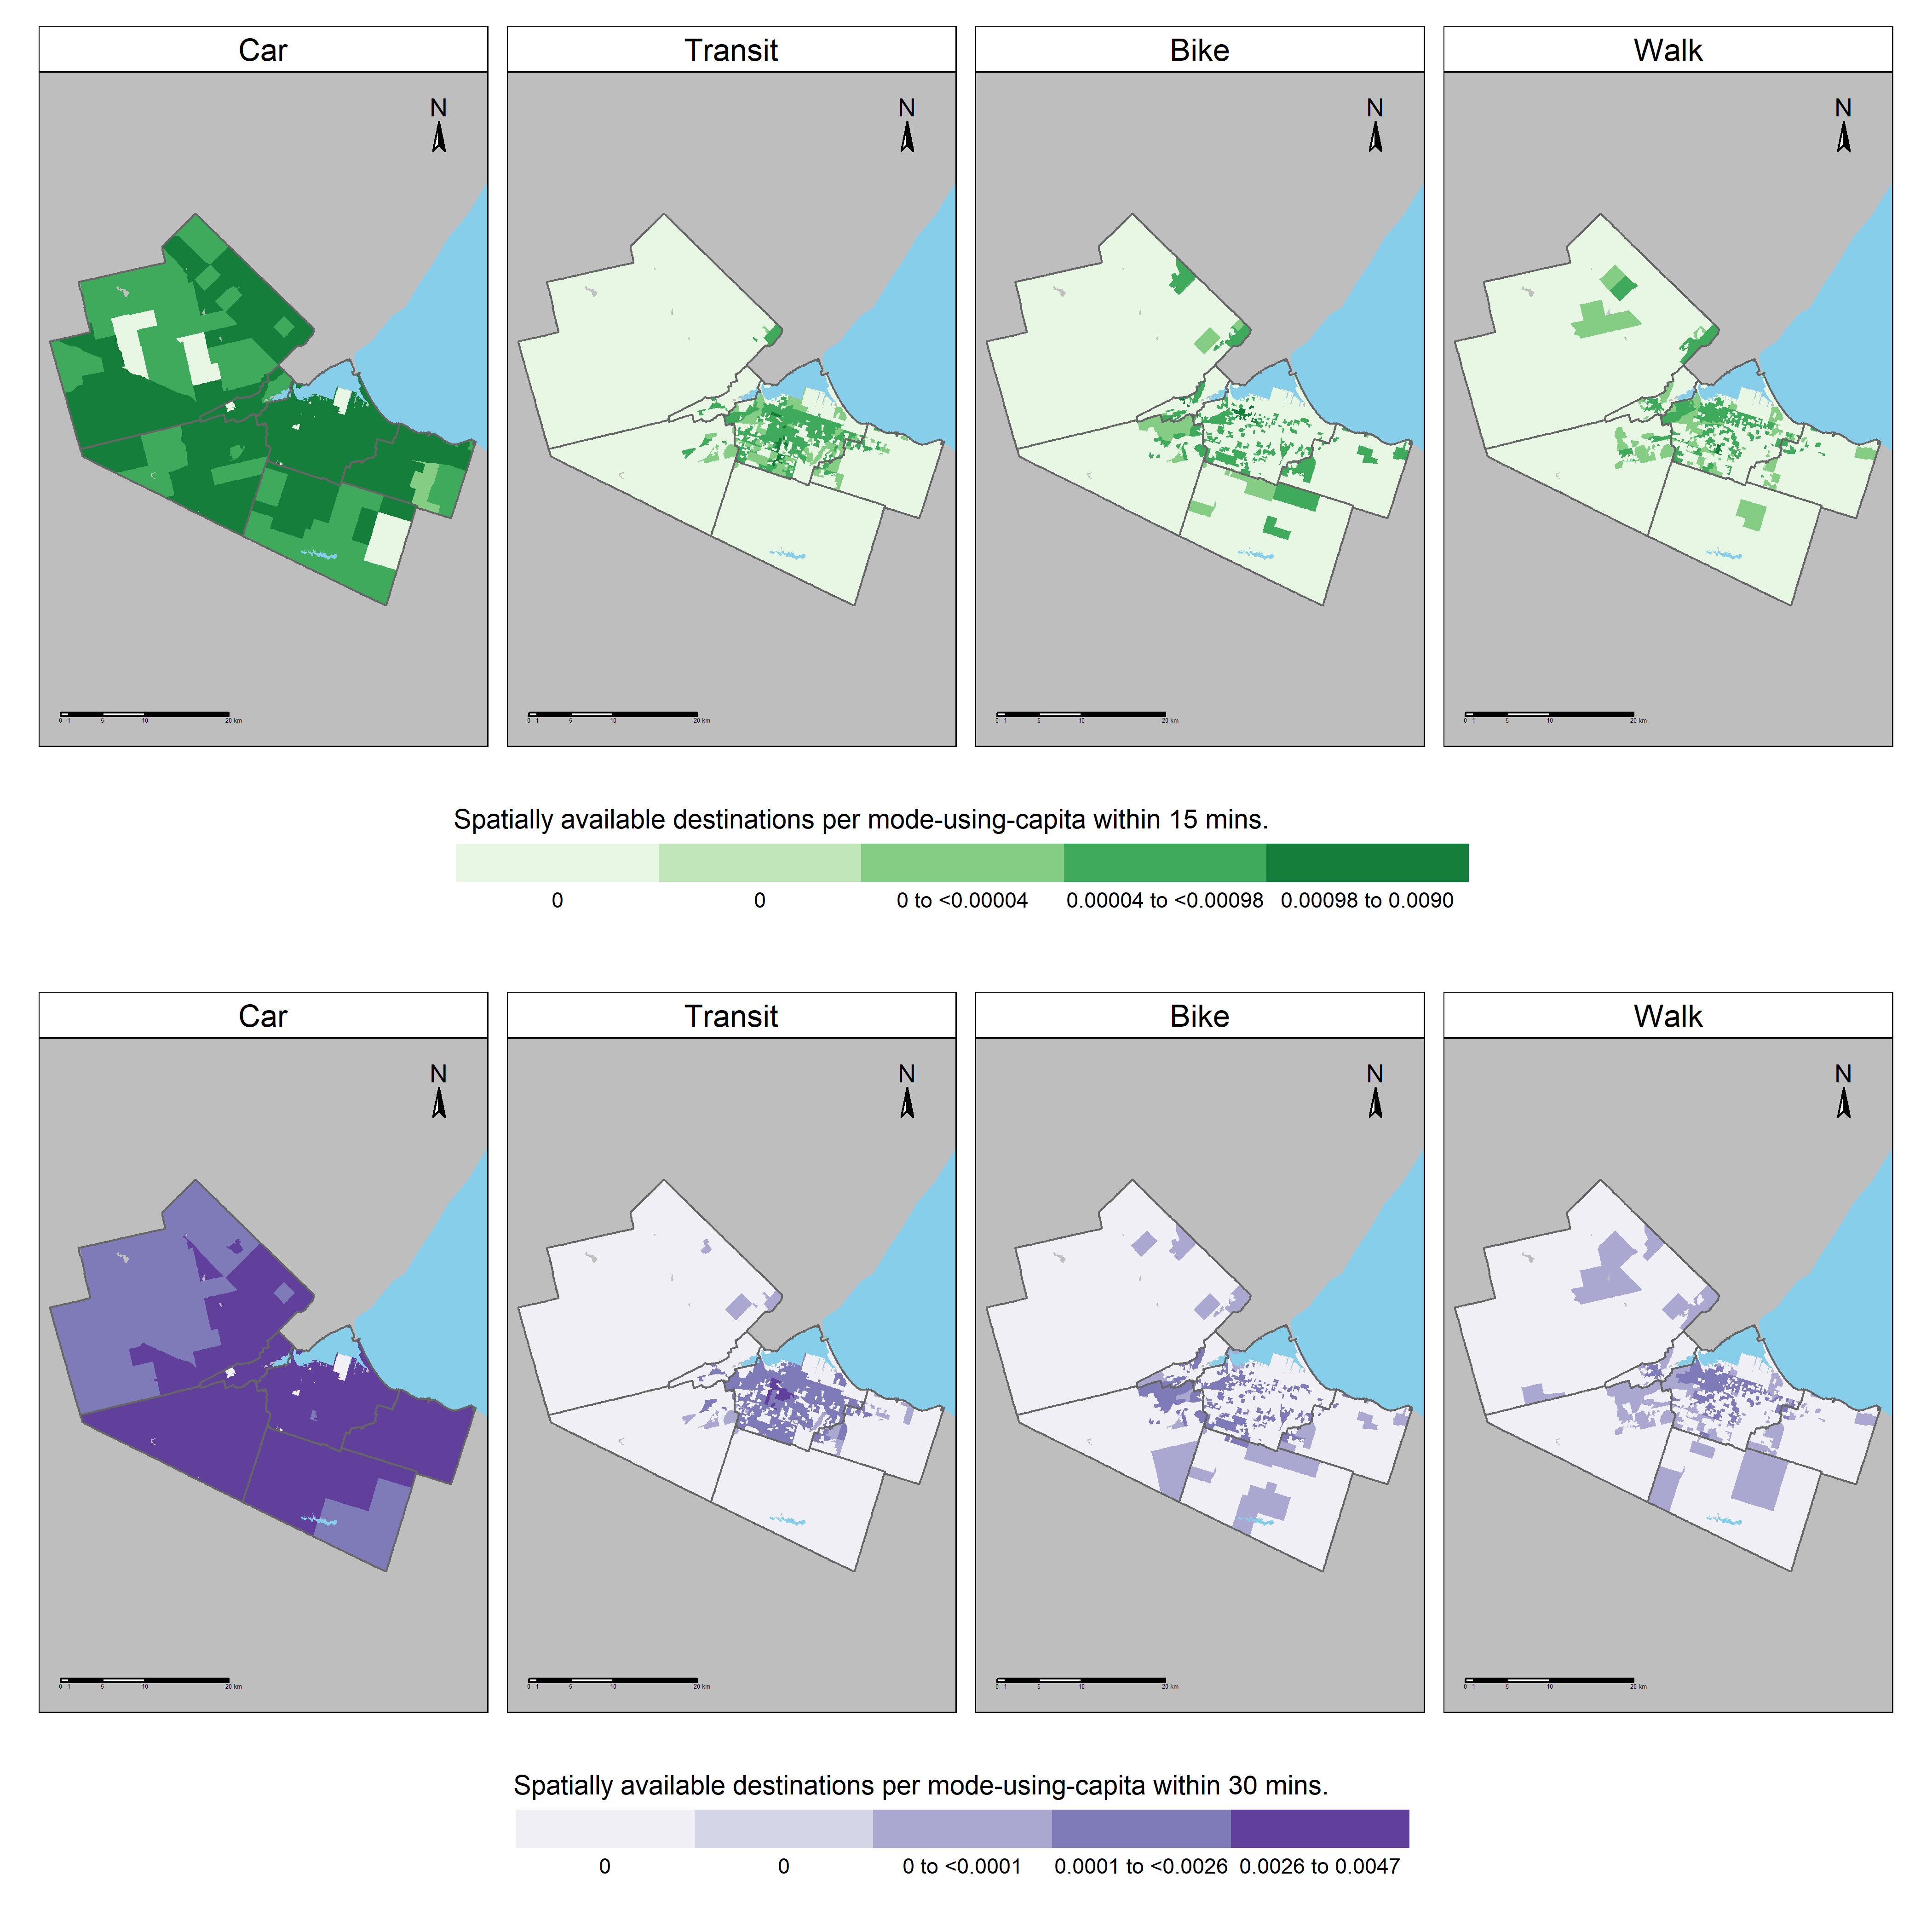 Car Transit Bike Walk
N N N N
0 1 5 10 20 km 0 1 5 10 20 km 0 1 5 10 20 km 0 1 5 10 20 km
Spatially available destinations per mode-using-capita within 15 mins.
0 0 0 to <0.00004 0.00004 to <0.00098 0.00098 to 0.0090
Car Transit Bike Walk
N N N N
0 1 5 10 20 km 0 1 5 10 20 km 0 1 5 10 20 km 0 1 5 10 20 km
Spatially available destinations per mode-using-capita within 30 mins.
0 0 0 to <0.0001 0.0001 to <0.0026 0.0026 to 0.0047